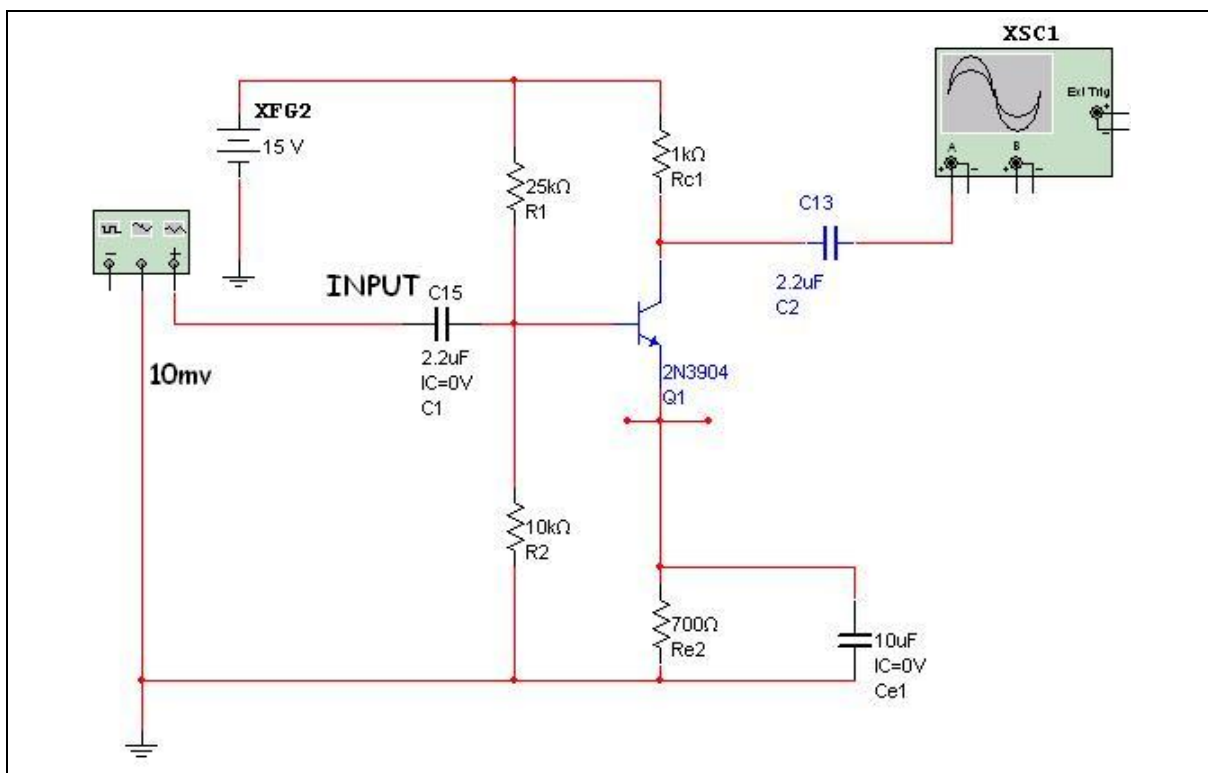 XSC1
Ext Trig
+
−
A
B
+ − + −
XFG2
15 V
25kΩ
R1
1kΩ
Rc1
C13
2.2uF
C2
− +
INPUT
C15
2.2uF
IC=0V
C1
10mv
2N3904
Q1
10kΩ
R2
700Ω
Re2
10uF
IC=0V
Ce1